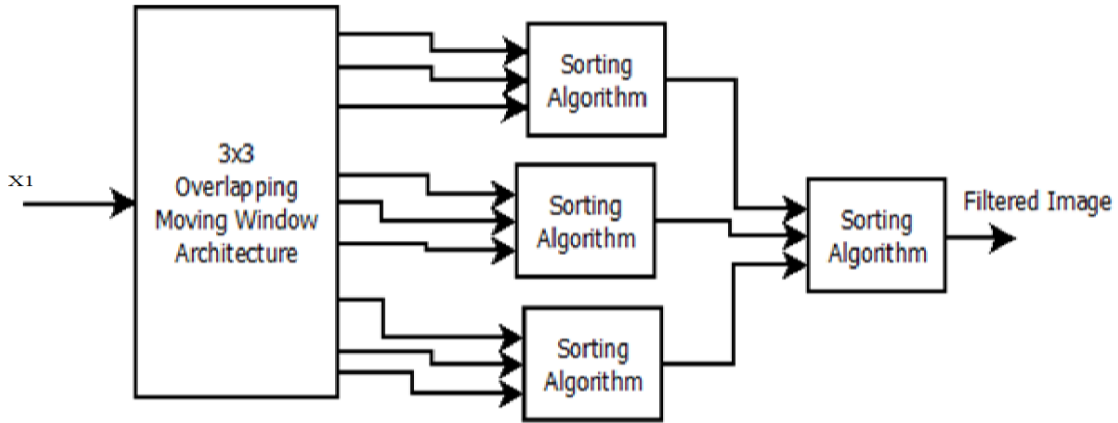 X1
3x3
Overlapping
Moving Window
Architecture
Sorting
Algorithm
Sorting
Algorithm
Sorting
Algorithm
Sorting
Algorithm
Filtered Image